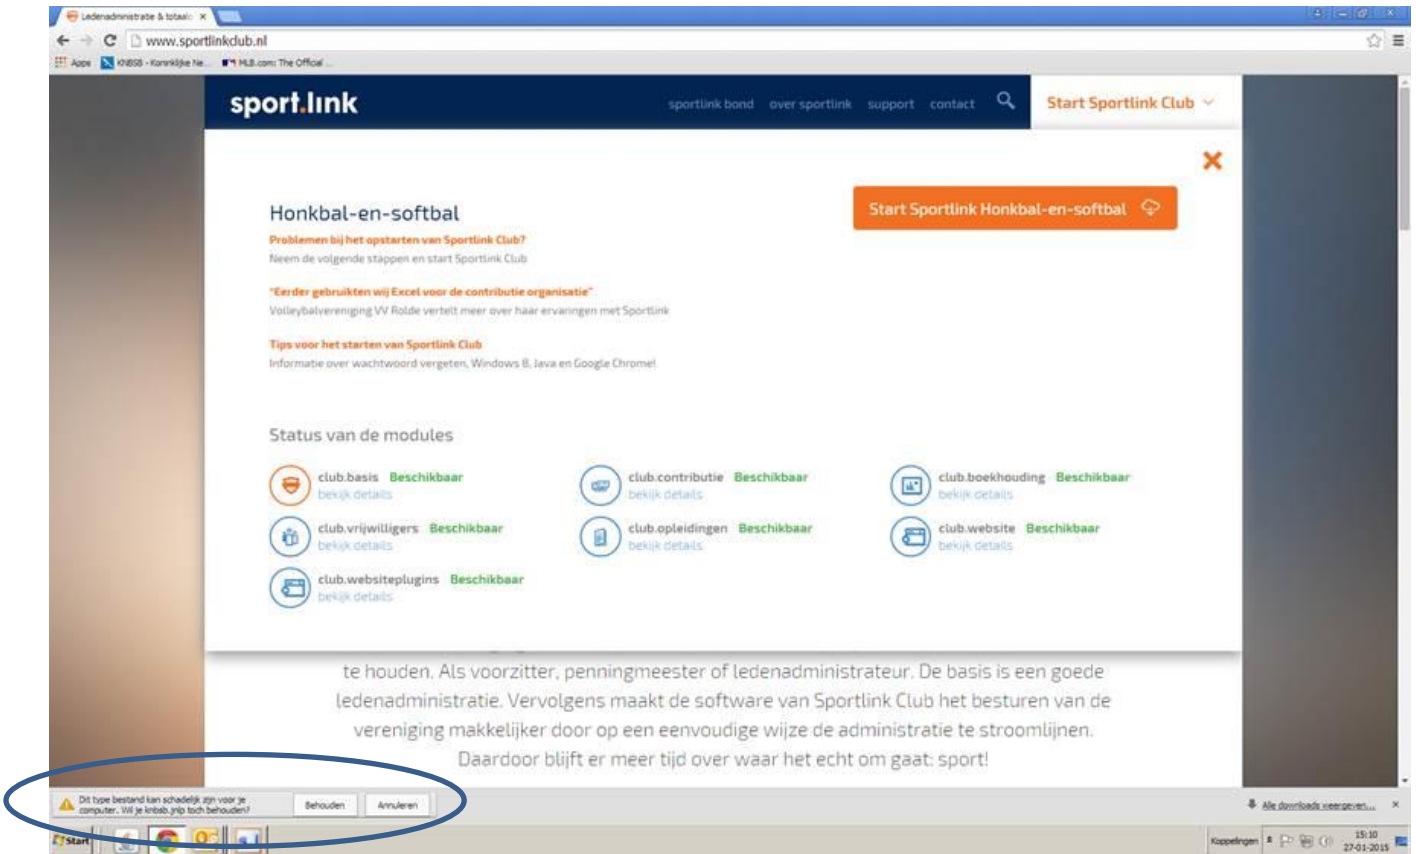 Ledenadministratie & totaalc
www.sportlinkclub.nl
Apps KNBSB - Koninklijke Ne... MLB.com: The Official ...
sport.link sportlink bond over sportlink support contact Start Sportlink Club
Honkbal-en-softbal
Start Sportlink Honkbal-en-softbal
Problemen bij het opstarten van Sportlink Club?
Neem de volgende stappen en start Sportlink Club
"Eerder gebruikten wij Excel voor de contributie organisatie"
Volleybalvereniging VV Rolde vertelt meer over haar ervaringen met Sportlink
Tips voor het starten van Sportlink Club
Informatie over wachtwoord vergeten, Windows 8, Java en Google Chrome!
Status van de modules
club.basis Beschikbaar club.contributie Beschikbaar club.boekhouding Beschikbaar
bekijk details bekijk details bekijk details
club.vrijwilligers Beschikbaar club.opleidingen Beschikbaar club.website Beschikbaar
bekijk details bekijk details bekijk details
club.websiteplugins Beschikbaar
bekijk details
te houden. Als voorzitter, penningmeester of ledenadministrateur. De basis is een goede
ledenadministratie. Vervolgens maakt de software van Sportlink Club het besturen van de
vereniging makkelijker door op een eenvoudige wijze de administratie te stroomlijnen.
Daardoor blijft er meer tijd over waar het echt om gaat: sport!
Dit type bestand kan schadelijk zijn voor je
computer. Wil je knbsb.jnlp toch behouden?
Behouden Annuleren
Alle downloads weergeven...
Start Koppelingen 15:10
27-01-2015